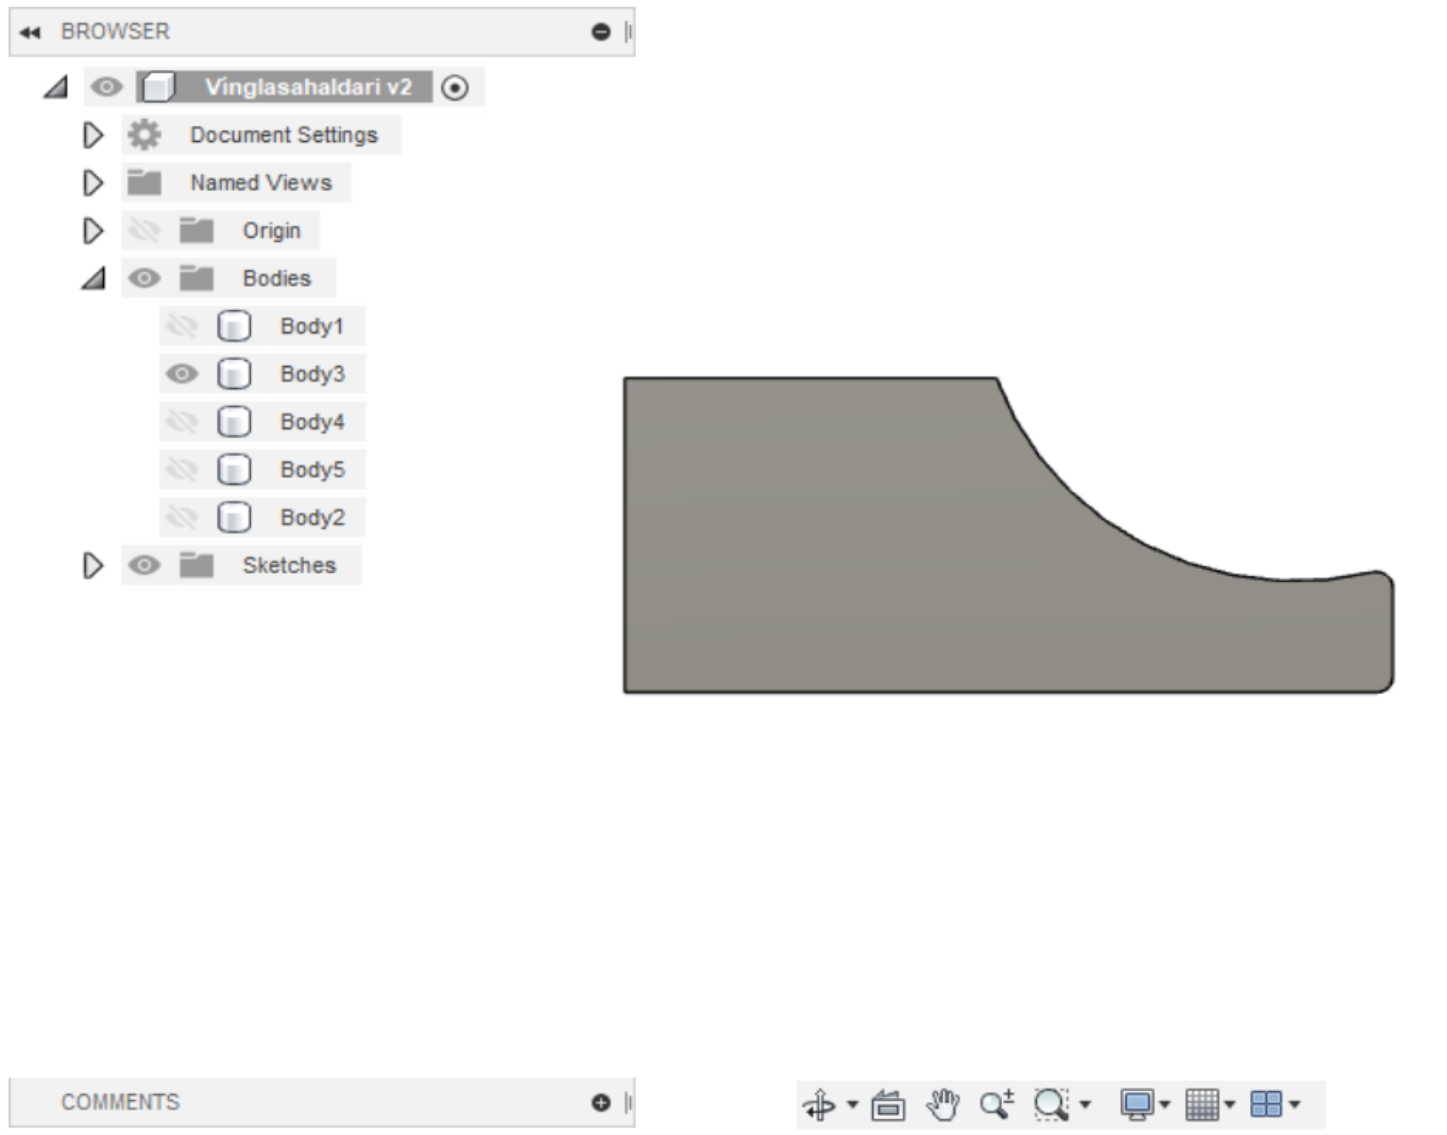 BROWSER
Vinglasahaldari v2
Document Settings
Named Views
Origin
Bodies
Body1
Body3
Body4
Body5
Body2
Sketches
COMMENTS